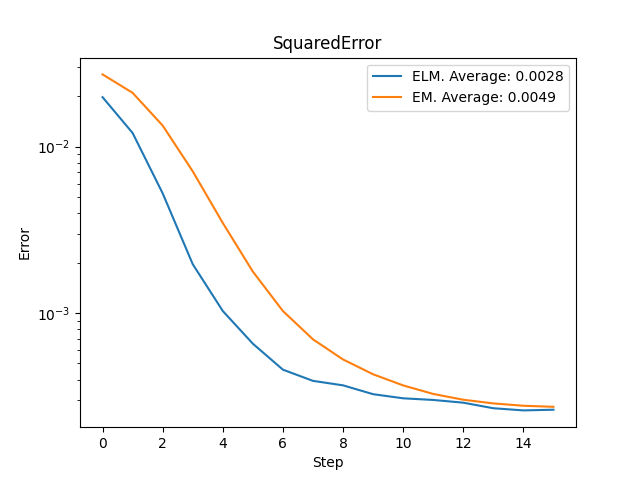 SquaredError
ELM. Average: 0.0028
EM. Average: 0.0049
Error
10⁻²
10⁻³
0 2 4 6 8 10 12 14
Step